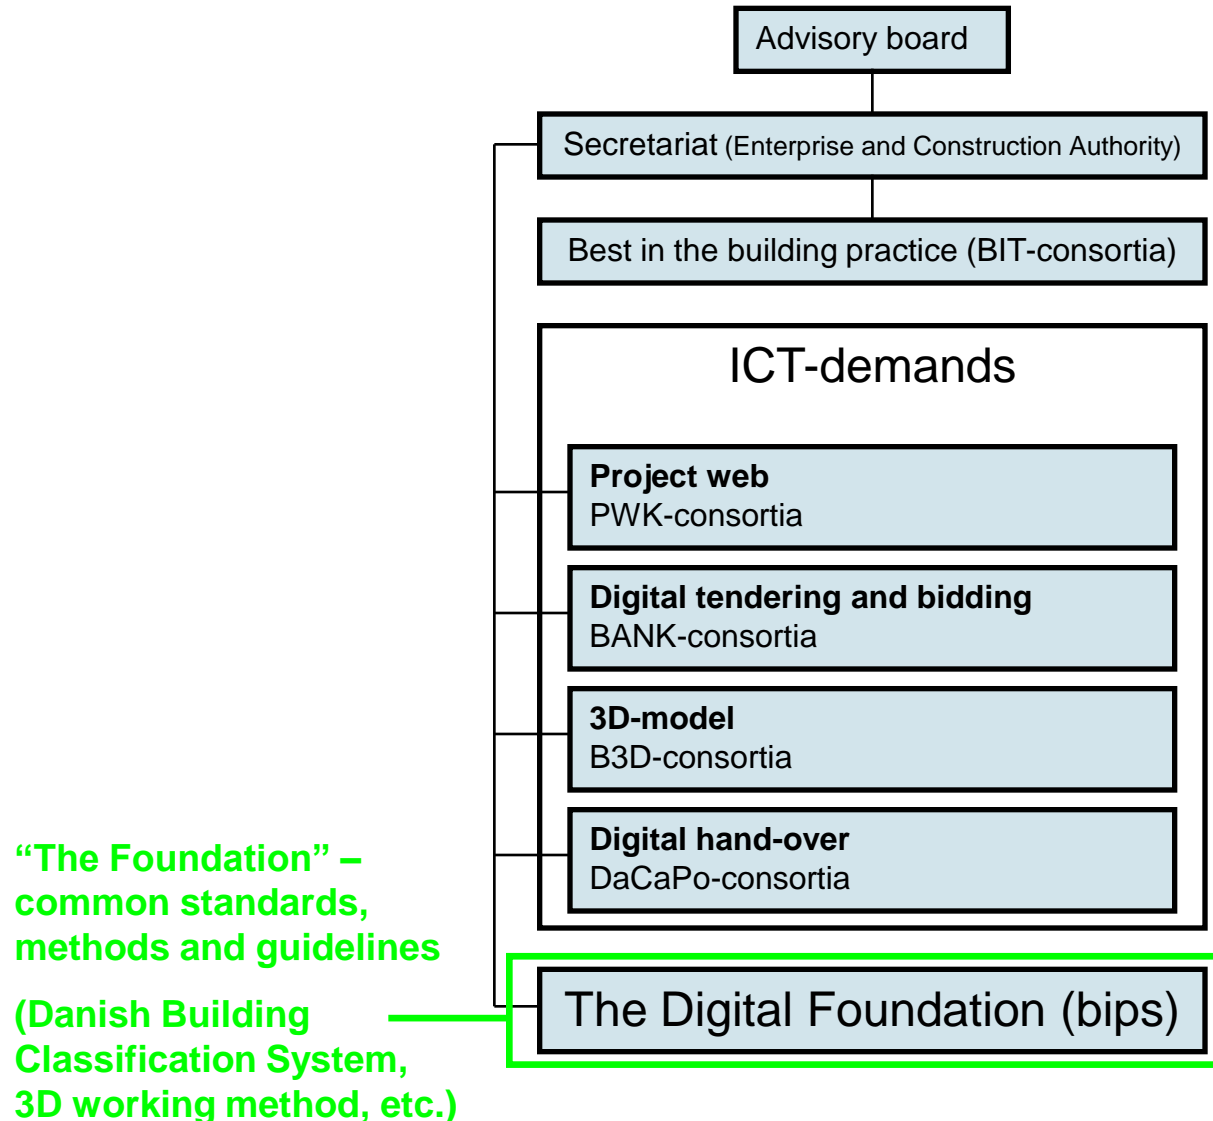 Advisory board
Secretariat (Enterprise and Construction Authority)
Best in the building practice (BIT-consortia)
ICT-demands
Project web
PWK-consortia
Digital tendering and bidding
BANK-consortia
3D-model
B3D-consortia
Digital hand-over
DaCaPo-consortia
“The Foundation” –
common standards,
methods and guidelines
(Danish Building
Classification System,
3D working method, etc.)
The Digital Foundation (bips)